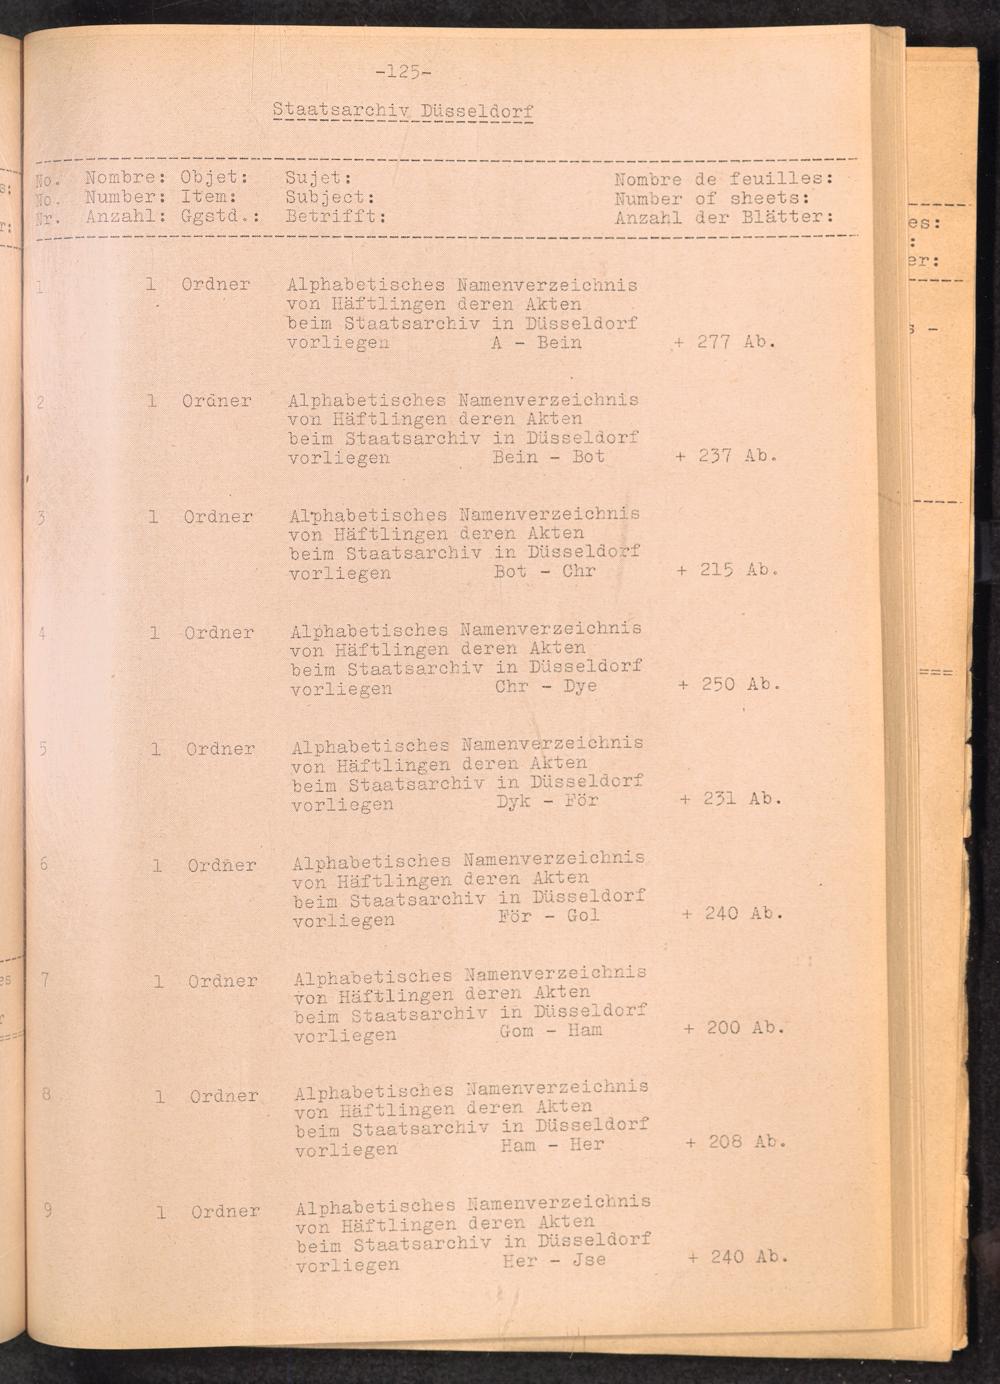 -125-
Staatsarchiv Düsseldorf
No. Nombre: Objet: Sujet: Nombre de feuilles:
No. Number: Item: Subject: Number of sheets:
Nr. Anzahl: Ggstd.: Betrifft: Anzahl der Blätter:
1 1 Ordner Alphabetisches Namenverzeichnis
von Häftlingen deren Akten
beim Staatsarchiv in Düsseldorf
vorliegen A - Bein + 277 Ab.
2 1 Ordner Alphabetisches Namenverzeichnis
von Häftlingen deren Akten
beim Staatsarchiv in Düsseldorf
vorliegen Bein - Bot + 237 Ab.
3 1 Ordner Alphabetisches Namenverzeichnis
von Häftlingen deren Akten
beim Staatsarchiv in Düsseldorf
vorliegen Bot - Chr + 215 Ab.
4 1 Ordner Alphabetisches Namenverzeichnis
von Häftlingen deren Akten
beim Staatsarchiv in Düsseldorf
vorliegen Chr - Dye + 250 Ab.
5 1 Ordner Alphabetisches Namenverzeichnis
von Häftlingen deren Akten
beim Staatsarchiv in Düsseldorf
vorliegen Dyk - För + 231 Ab.
6 1 Ordner Alphabetisches Namenverzeichnis
von Häftlingen deren Akten
beim Staatsarchiv in Düsseldorf
vorliegen För - Gol + 240 Ab.
7 1 Ordner Alphabetisches Namenverzeichnis
von Häftlingen deren Akten
beim Staatsarchiv in Düsseldorf
vorliegen Gom - Ham + 200 Ab.
8 1 Ordner Alphabetisches Namenverzeichnis
von Häftlingen deren Akten
beim Staatsarchiv in Düsseldorf
vorliegen Ham - Her + 208 Ab.
9 1 Ordner Alphabetisches Namenverzeichnis
von Häftlingen deren Akten
beim Staatsarchiv in Düsseldorf
vorliegen Her - Jse + 240 Ab.